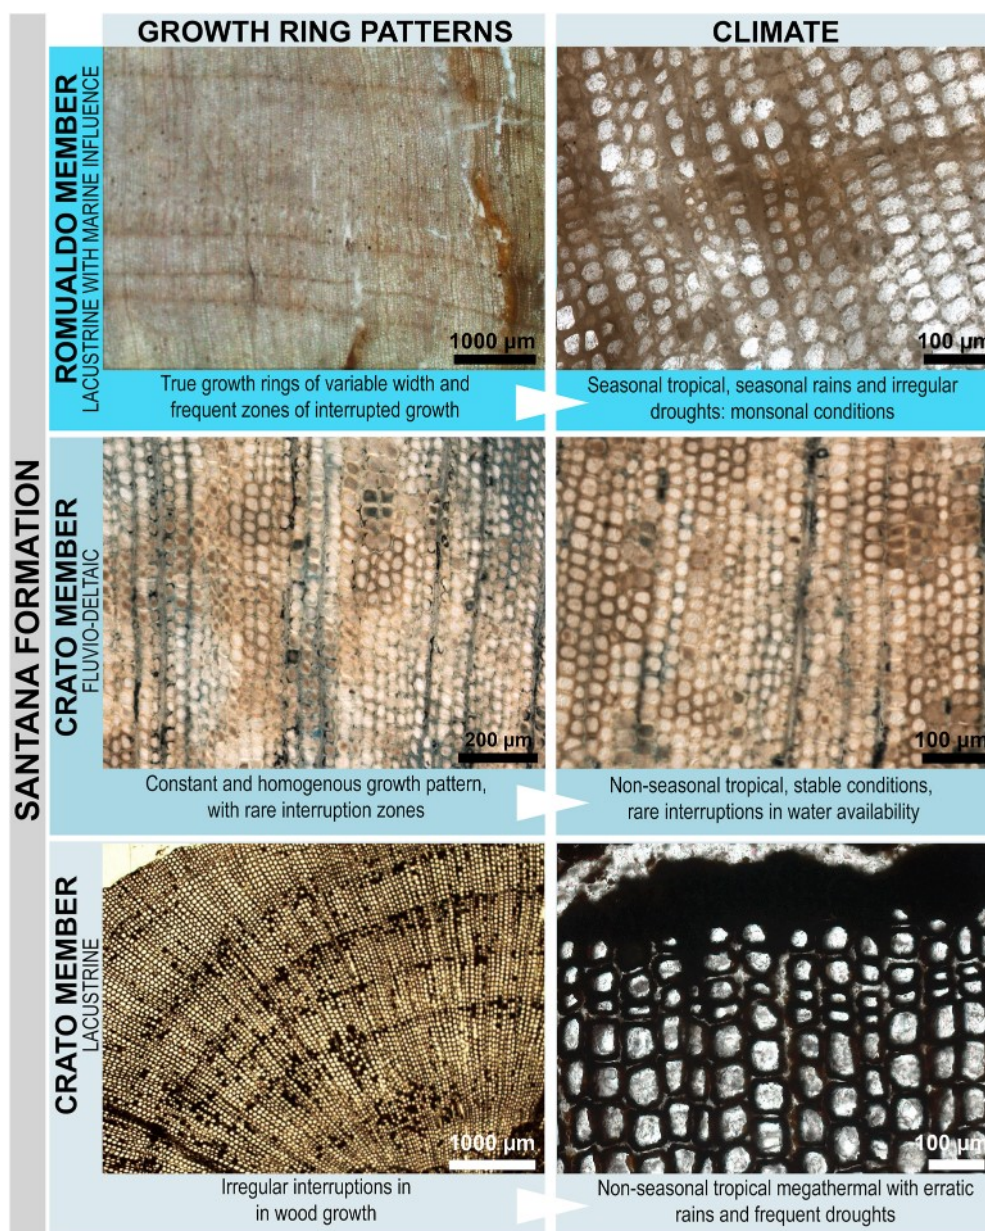 GROWTH RING PATTERNS
CLIMATE
SANTANA FORMATION
ROMUALDO MEMBER
LACUSTRINE WITH MARINE INFLUENCE
1000 µm
100 µm
True growth rings of variable width and
frequent zones of interrupted growth
Seasonal tropical, seasonal rains and irregular
droughts: monsonal conditions
CRATO MEMBER
FLUVIO-DELTAIC
200 µm
100 µm
Constant and homogenous growth pattern,
with rare interruption zones
Non-seasonal tropical, stable conditions,
rare interruptions in water availability
CRATO MEMBER
LACUSTRINE
1000 µm
100 µm
Irregular interruptions in
in wood growth
Non-seasonal tropical megathermal with erratic
rains and frequent droughts